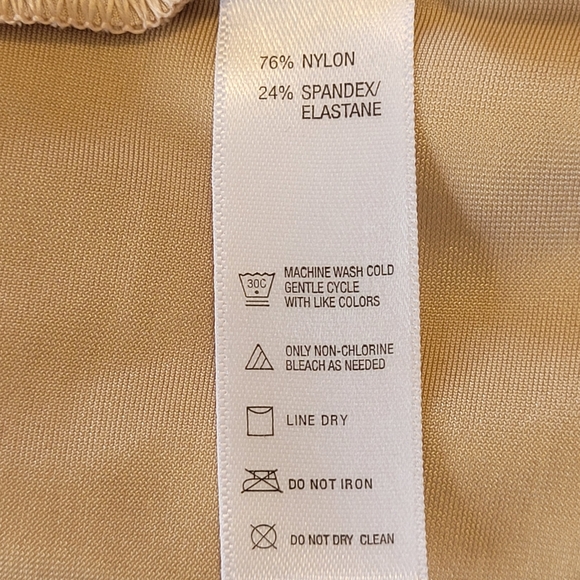 76% NYLON
24% SPANDEX/
ELASTANE
30C
MACHINE WASH COLD
GENTLE CYCLE
WITH LIKE COLORS
ONLY NON-CHLORINE
BLEACH AS NEEDED
LINE DRY
DO NOT IRON
DO NOT DRY CLEAN